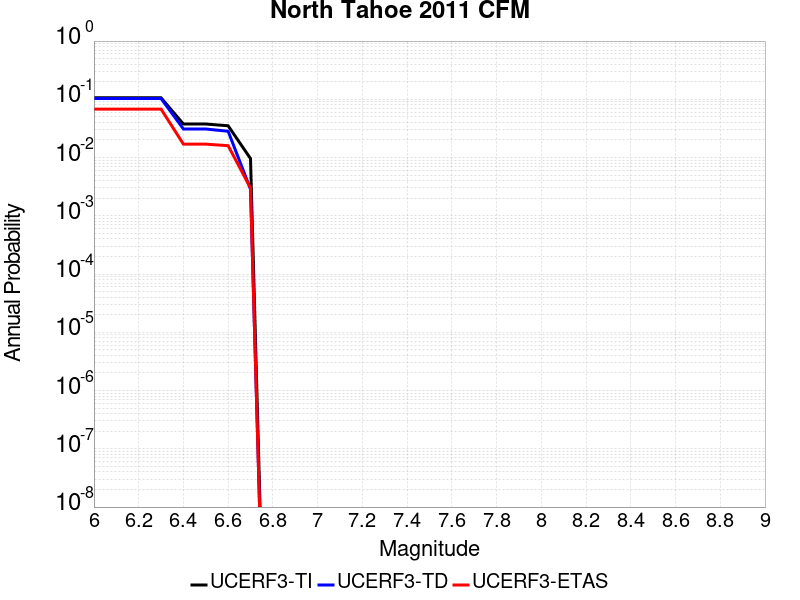 North Tahoe 2011 CFM
10^0
10^-1
10^-2
10^-3
10^-4
10^-5
10^-6
10^-7
10^-8
Annual Probability
6 6.2 6.4 6.6 6.8 7 7.2 7.4 7.6 7.8 8 8.2 8.4 8.6 8.8 9
Magnitude
UCERF3-TI UCERF3-TD UCERF3-ETAS